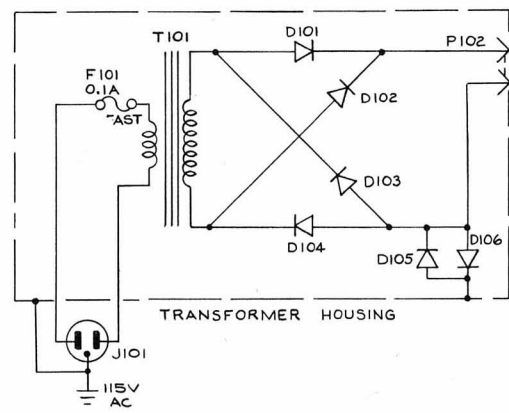 D101
T101
P102
F101
0.1A
FAST
D102
D103
D104
D105
D106
TRANSFORMER HOUSING
J101
115V
AC